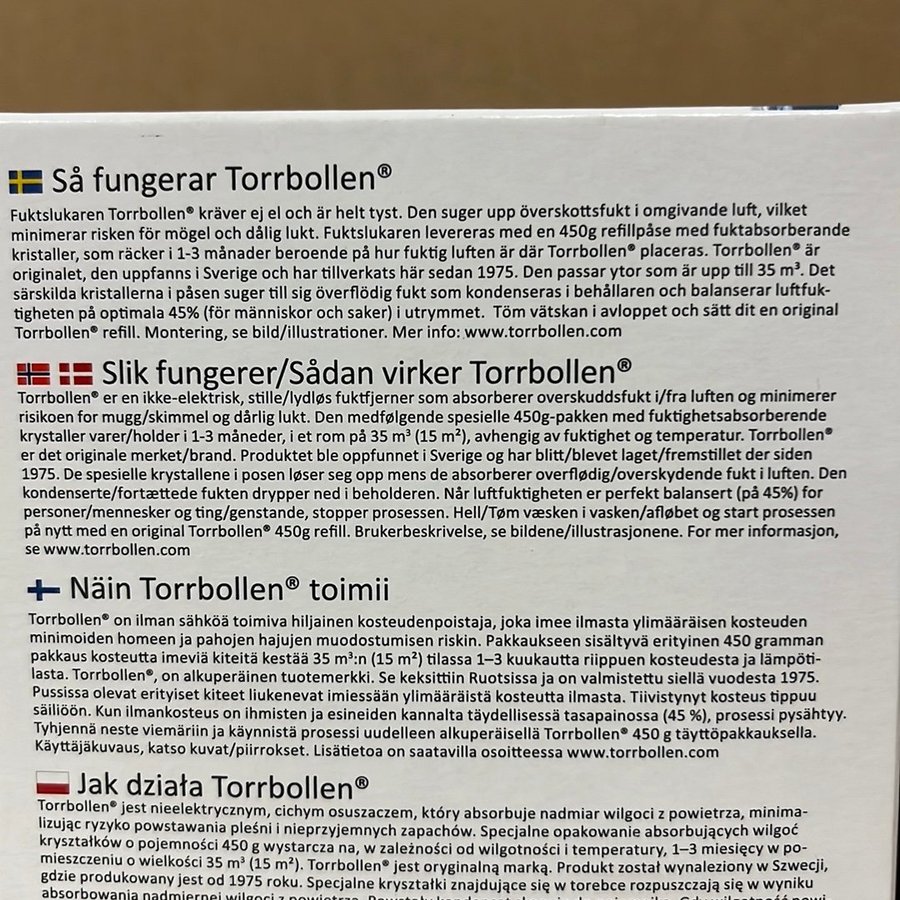 Så fungerar Torrbollen®
Fuktslukaren Torrbollen® kräver ej el och är helt tyst. Den suger upp överskottsfukt i omgivande luft, vilket
minimerar risken för mögel och dålig lukt. Fuktslukaren levereras med en 450g refillpåse med fuktabsorberande
kristaller, som räcker i 1-3 månader beroende på hur fuktig luften är där Torrbollen® placeras. Torrbollen® är
originalet, den uppfanns i Sverige och har tillverkats här sedan 1975. Den passar ytor som är upp till 35 m³. Det
särskilda kristallerna i påsen suger till sig överflödig fukt som kondenseras i behållaren och balanserar luftfuk-
tigheten på optimala 45% (för människor och saker) i utrymmet. Töm vätskan i avloppet och sätt dit en original
Torrbollen® refill. Montering, se bild/illustrationer. Mer info: www.torrbollen.com
Slik fungerer/Sådan virker Torrbollen®
Torrbollen® er en ikke-elektrisk, stille/lydløs fuktfjerner som absorberer overskuddsfukt i/fra luften og minimerer
risikoen for mugg/skimmel og dårlig lukt. Den medfølgende spesielle 450g-pakken med fuktighetsabsorberende
krystaller varer/holder i 1-3 måneder, i et rom på 35 m³ (15 m²), avhengig av fuktighet og temperatur. Torrbollen®
er det originale merket/brand. Produktet ble oppfunnet i Sverige og har blitt/blevet laget/fremstillet der siden
1975. De spesielle krystallene i posen løser seg opp mens de absorberer overflødig/overskydende fukt i luften. Den
kondenserte/fortættede fukten drypper ned i beholderen. Når luftfuktigheten er perfekt balansert (på 45%) for
personer/mennesker og ting/genstande, stopper prosessen. Hell/Tøm væsken i vasken/afløbet og start prosessen
på nytt med en original Torrbollen® 450g refill. Brukerbeskrivelse, se bildene/illustrasjonene. For mer informasjon,
se www.torrbollen.com
Näin Torrbollen® toimii
Torrbollen® on ilman sähköä toimiva hiljainen kosteudenpoistaja, joka imee ilmasta ylimääräisen kosteuden
minimoiden homeen ja pahojen hajujen muodostumisen riskin. Pakkaukseen sisältyvä erityinen 450 gramman
pakkaus kosteutta imeviä kiteitä kestää 35 m³:n (15 m²) tilassa 1–3 kuukautta riippuen kosteudesta ja lämpöti-
lasta. Torrbollen®, on alkuperäinen tuotemerkki. Se keksittiin Ruotsissa ja on valmistettu siellä vuodesta 1975.
Pussissa olevat erityiset kiteet liukenevat imiessään ylimääräistä kosteutta ilmasta. Tiivistynyt kosteus tippuu
säiliöön. Kun ilmankosteus on ihmisten ja esineiden kannalta täydellisessä tasapainossa (45 %), prosessi pysähtyy.
Tyhjennä neste viemäriin ja käynnistä prosessi uudelleen alkuperäisellä Torrbollen® 450 g täyttöpakkauksella.
Käyttäjäkuvaus, katso kuvat/piirrokset. Lisätietoa on saatavilla osoitteessa www.torrbollen.com
Jak działa Torrbollen®
Torrbollen® jest nieelektrycznym, cichym osuszaczem, który absorbuje nadmiar wilgoci z powietrza, minima-
lizując ryzyko powstawania pleśni i nieprzyjemnych zapachów. Specjalne opakowanie absorbujących wilgoć
kryształków o pojemności 450 g wystarcza na, w zależności od wilgotności i temperatury, 1–3 miesięcy w po-
mieszczeniu o wielkości 35 m³ (15 m²). Torrbollen® jest oryginalną marką. Produkt został wynaleziony w Szwecji,
gdzie produkowany jest od 1975 roku. Specjalne kryształki znajdujące się w torebce rozpuszczają się w wyniku
absorbowania nadmiernej wilgoci z powietrza.